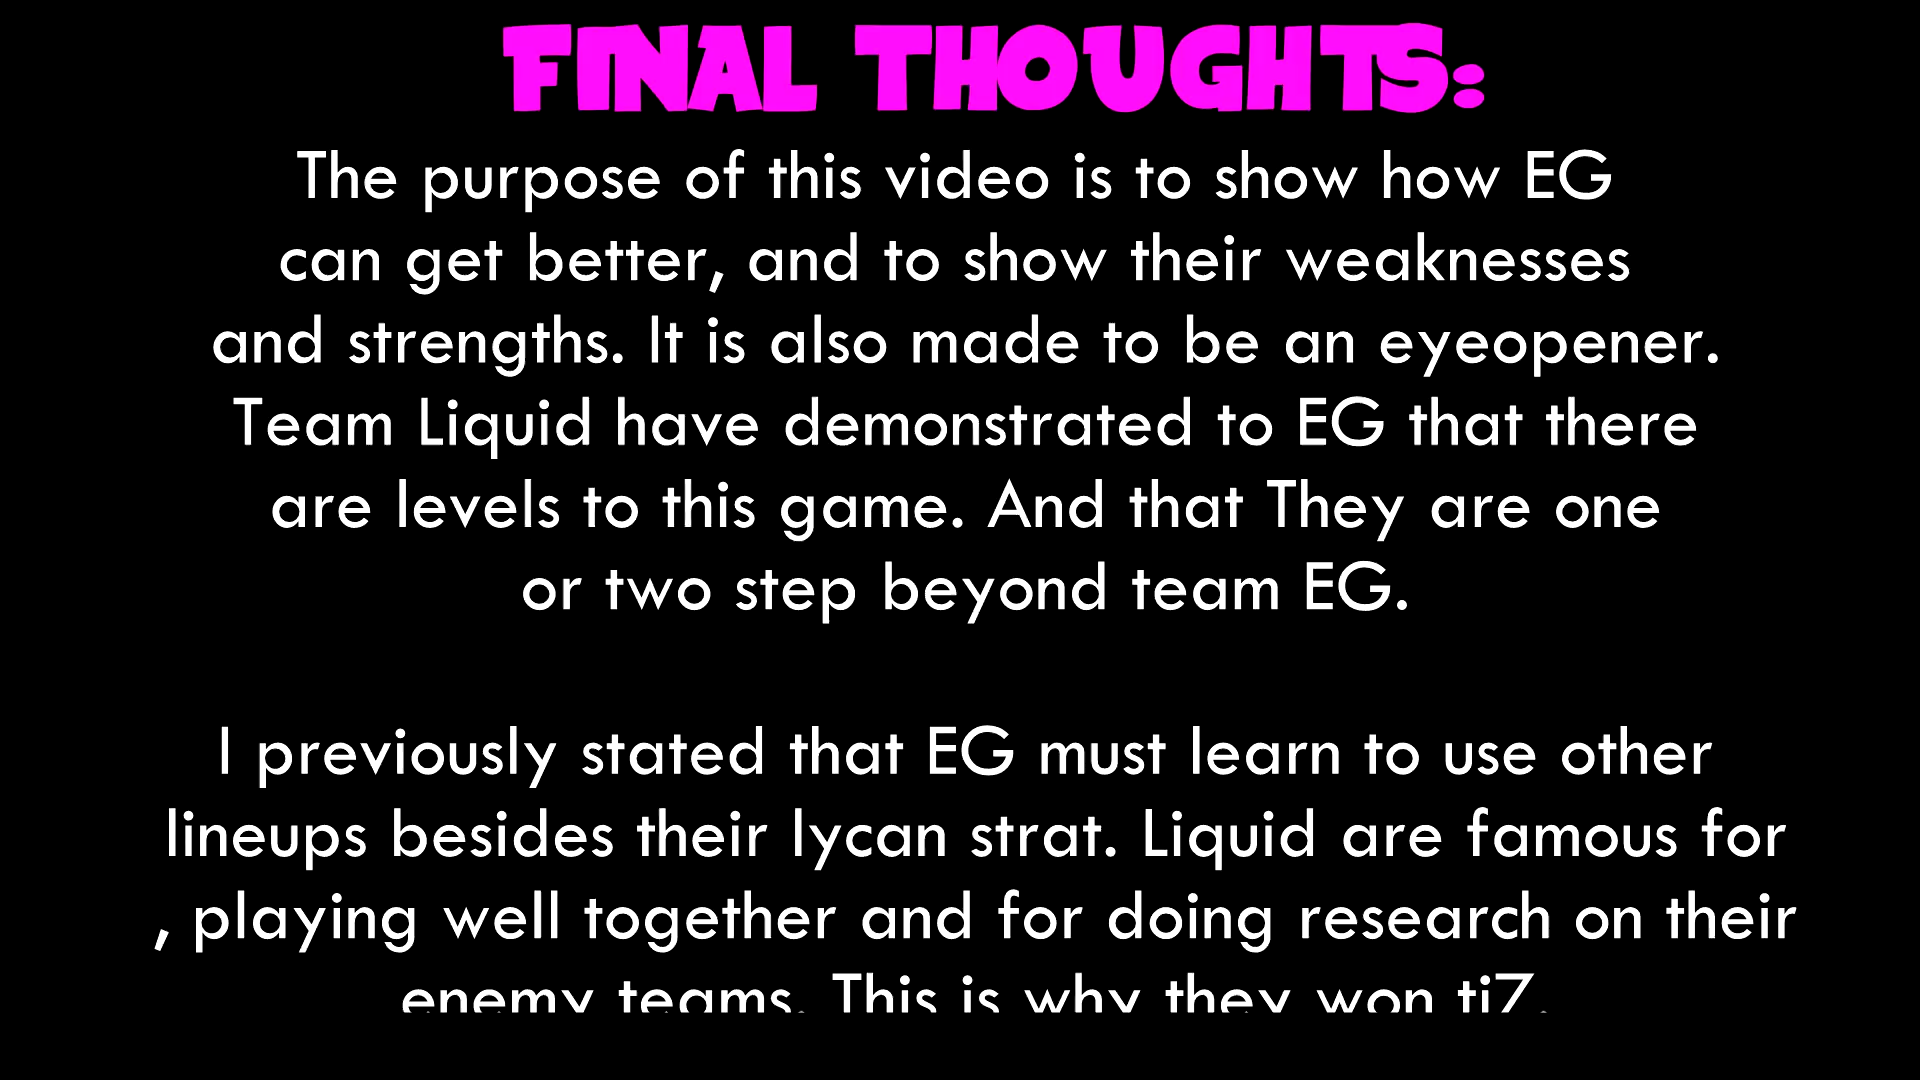 FINAL THOUGHTS:
The purpose of this video is to show how EG
can get better, and to show their weaknesses
and strengths. It is also made to be an eyeopener.
Team Liquid have demonstrated to EG that there
are levels to this game. And that They are one
or two step beyond team EG.
I previously stated that EG must learn to use other
lineups besides their lycan strat. Liquid are famous for
, playing well together and for doing research on their
enemy teams. This is why they won ti7.